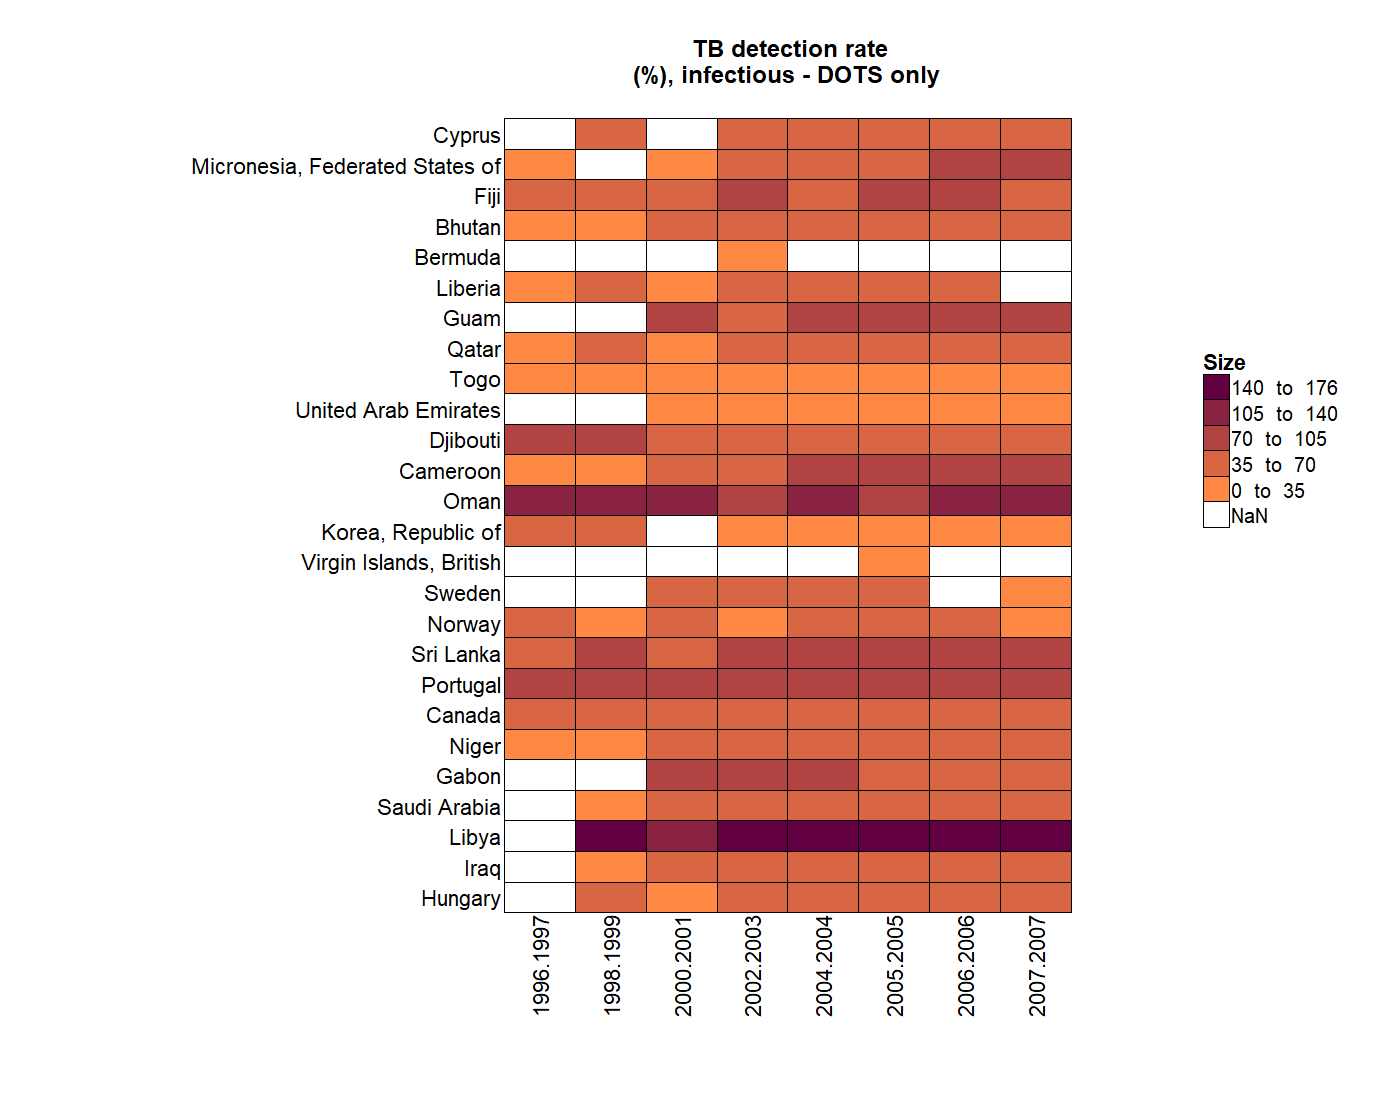 TB detection rate
(%), infectious - DOTS only
Cyprus
Micronesia, Federated States of
Fiji
Bhutan
Bermuda
Liberia
Guam
Qatar
Togo
United Arab Emirates
Djibouti
Cameroon
Oman
Korea, Republic of
Virgin Islands, British
Sweden
Norway
Sri Lanka
Portugal
Canada
Niger
Gabon
Saudi Arabia
Libya
Iraq
Hungary
1996.1997
1998.1999
2000.2001
2002.2003
2004.2004
2005.2005
2006.2006
2007.2007
Size
140 to 176
105 to 140
70 to 105
35 to 70
0 to 35
NaN